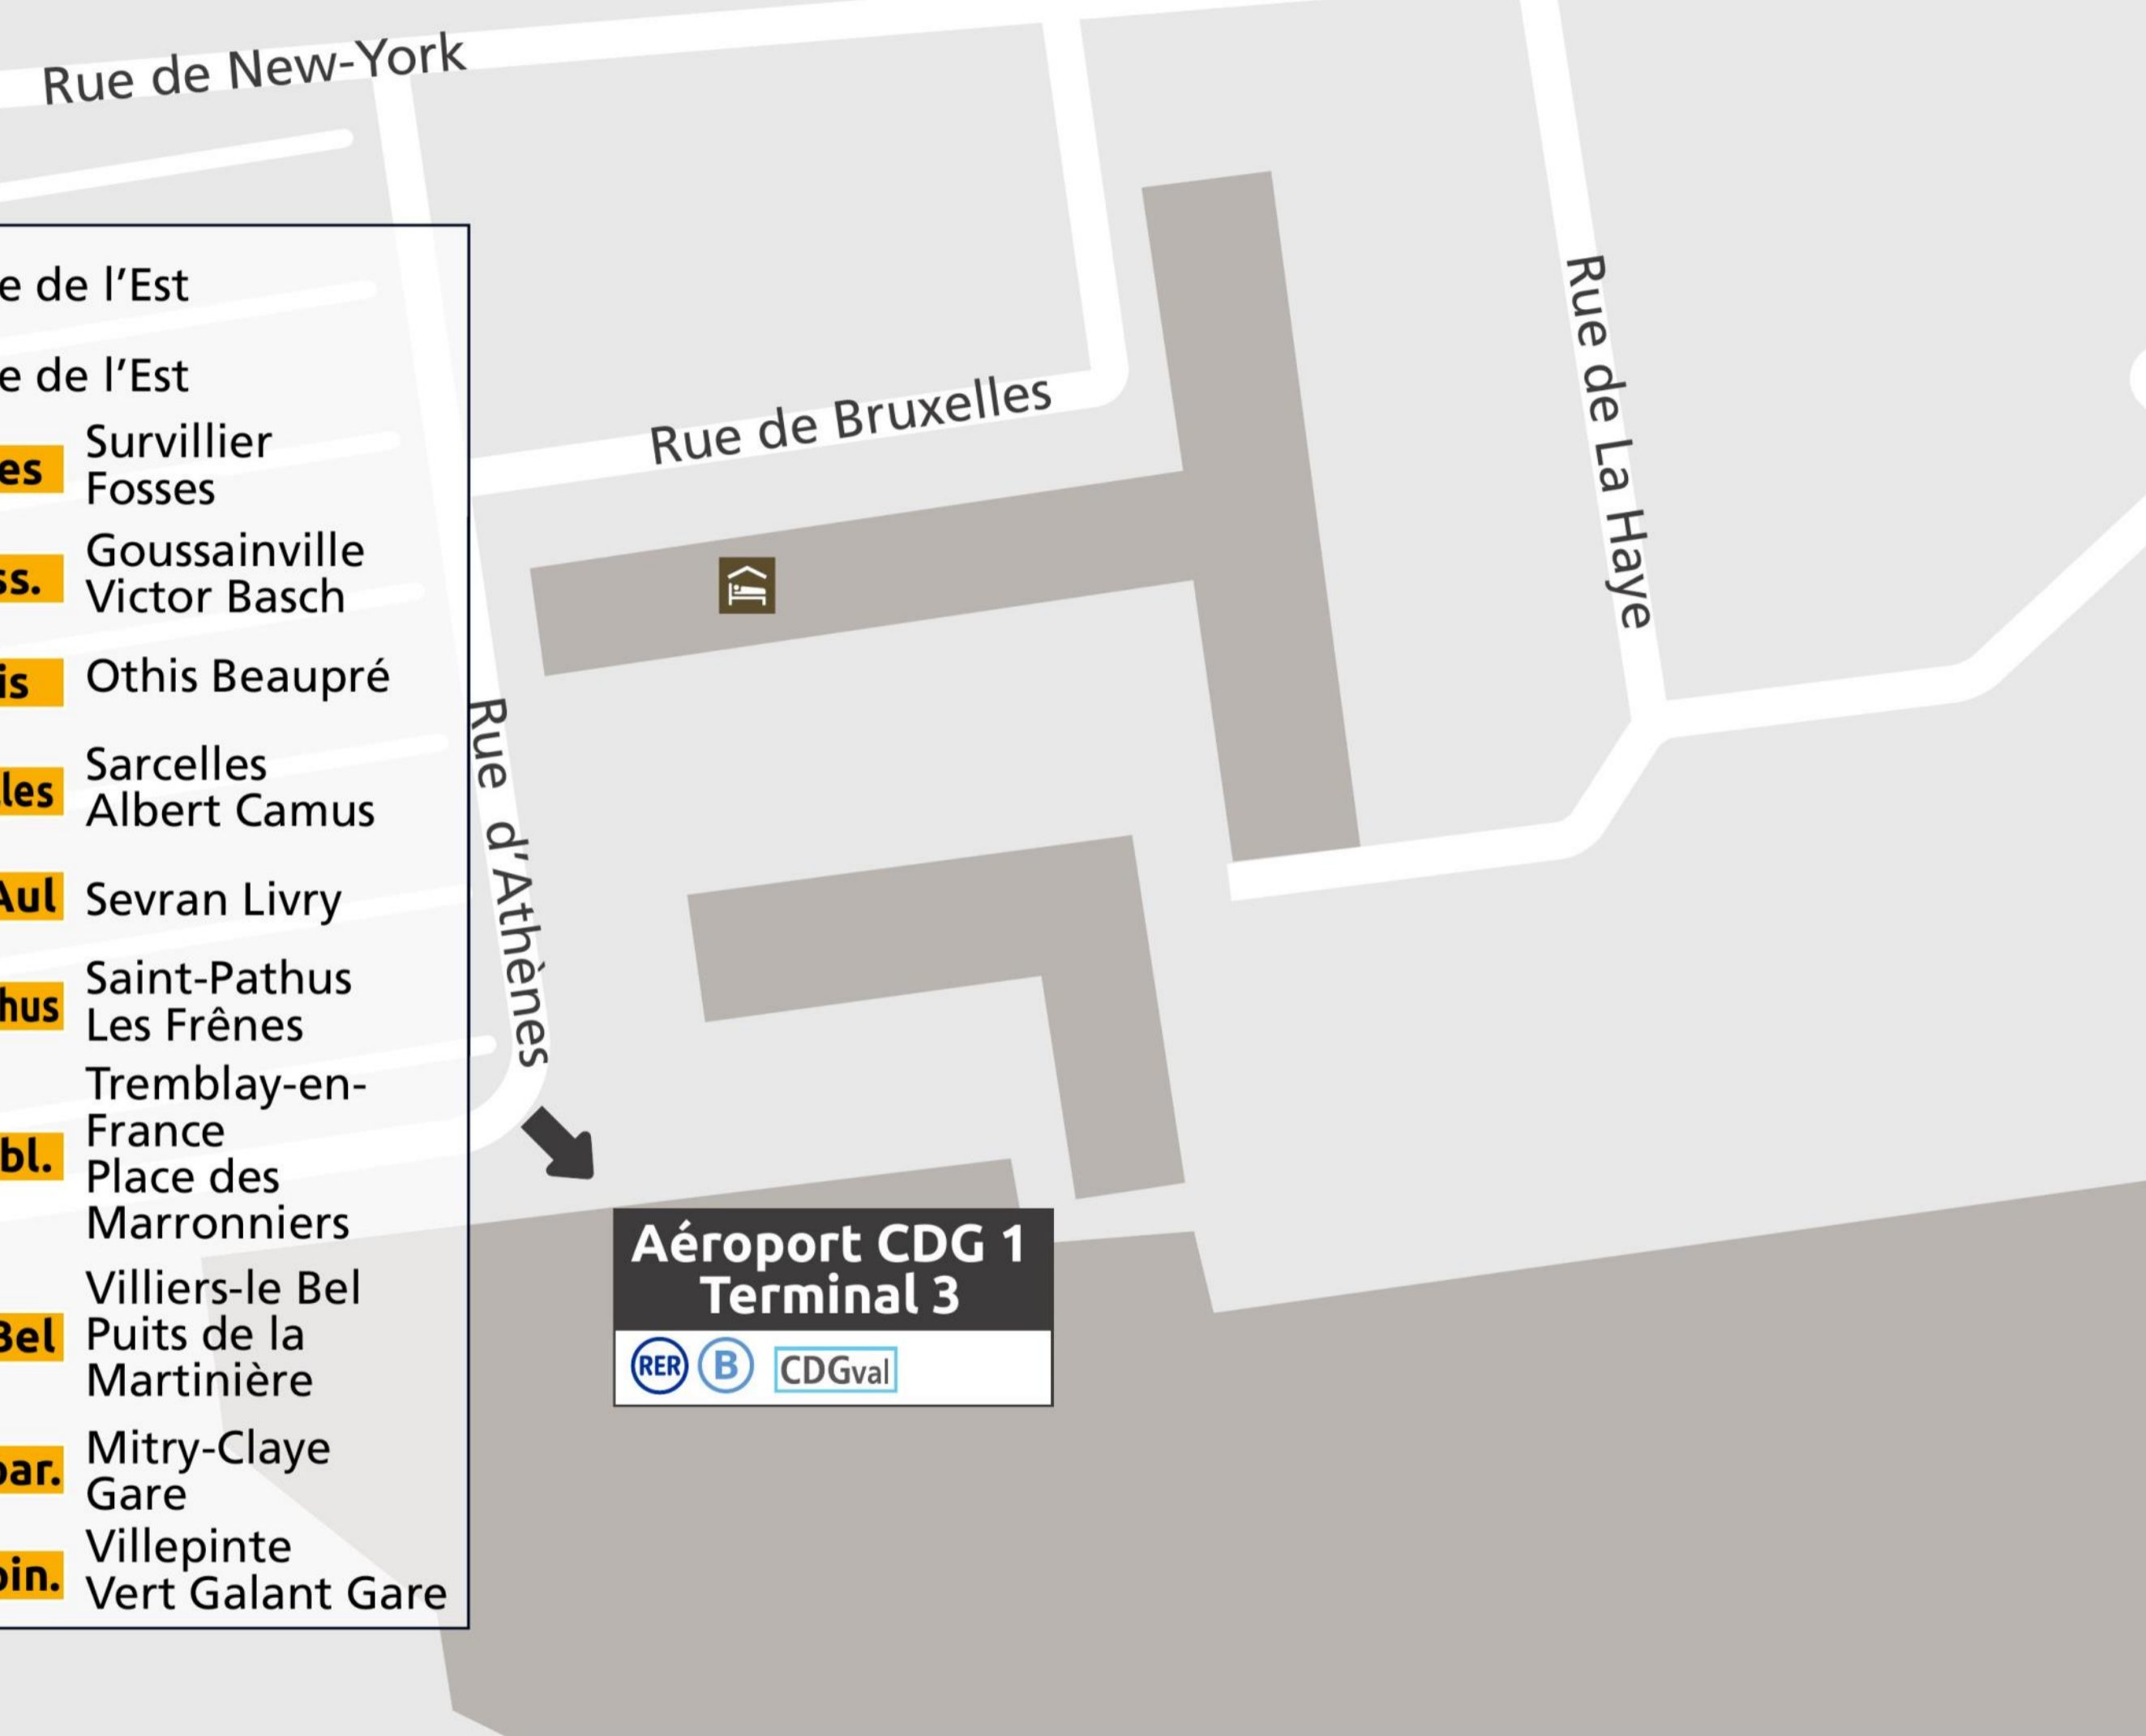 Rue de New-York
e de l'Est
e de l'Est
es
Survillier
Fosses
ss.
Goussainville
Victor Basch
is
Othis Beaupré
lles
Sarcelles
Albert Camus
Aul
Sevran Livry
hus
Saint-Pathus
Les Frênes
bl.
Tremblay-en-
France
Place des
Marronniers
Bel
Villiers-le Bel
Puits de la
Martinière
par.
Mitry-Claye
Gare
pin.
Villepinte
Vert Galant Gare
Rue de Bruxelles
Rue d'Athènes
Rue de La Haye
Aéroport CDG 1
Terminal 3
RER B CDGval